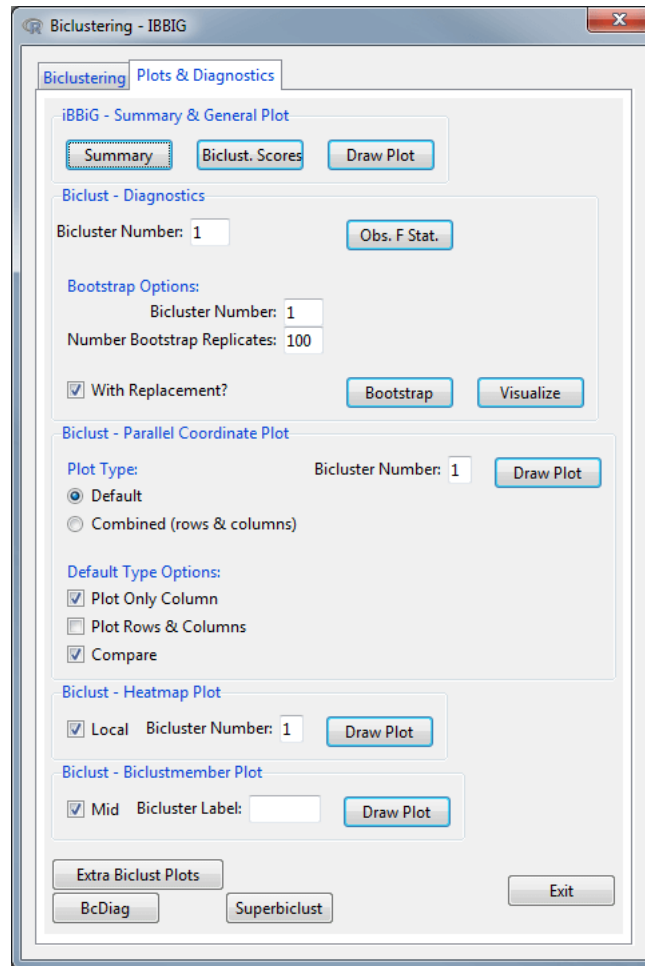 Biclustering - IBBIG
Biclustering Plots & Diagnostics
iBBiG - Summary & General Plot
Summary Biclust. Scores Draw Plot
Biclust - Diagnostics
Bicluster Number: 1 Obs. F Stat.
Bootstrap Options:
Bicluster Number: 1
Number Bootstrap Replicates: 100
With Replacement? Bootstrap Visualize
Biclust - Parallel Coordinate Plot
Plot Type: Bicluster Number: 1 Draw Plot
Default
Combined (rows & columns)
Default Type Options:
Plot Only Column
Plot Rows & Columns
Compare
Biclust - Heatmap Plot
Local Bicluster Number: 1 Draw Plot
Biclust - Biclustmember Plot
Mid Bicluster Label: Draw Plot
Extra Biclust Plots
Exit
BcDiag Superbiclust